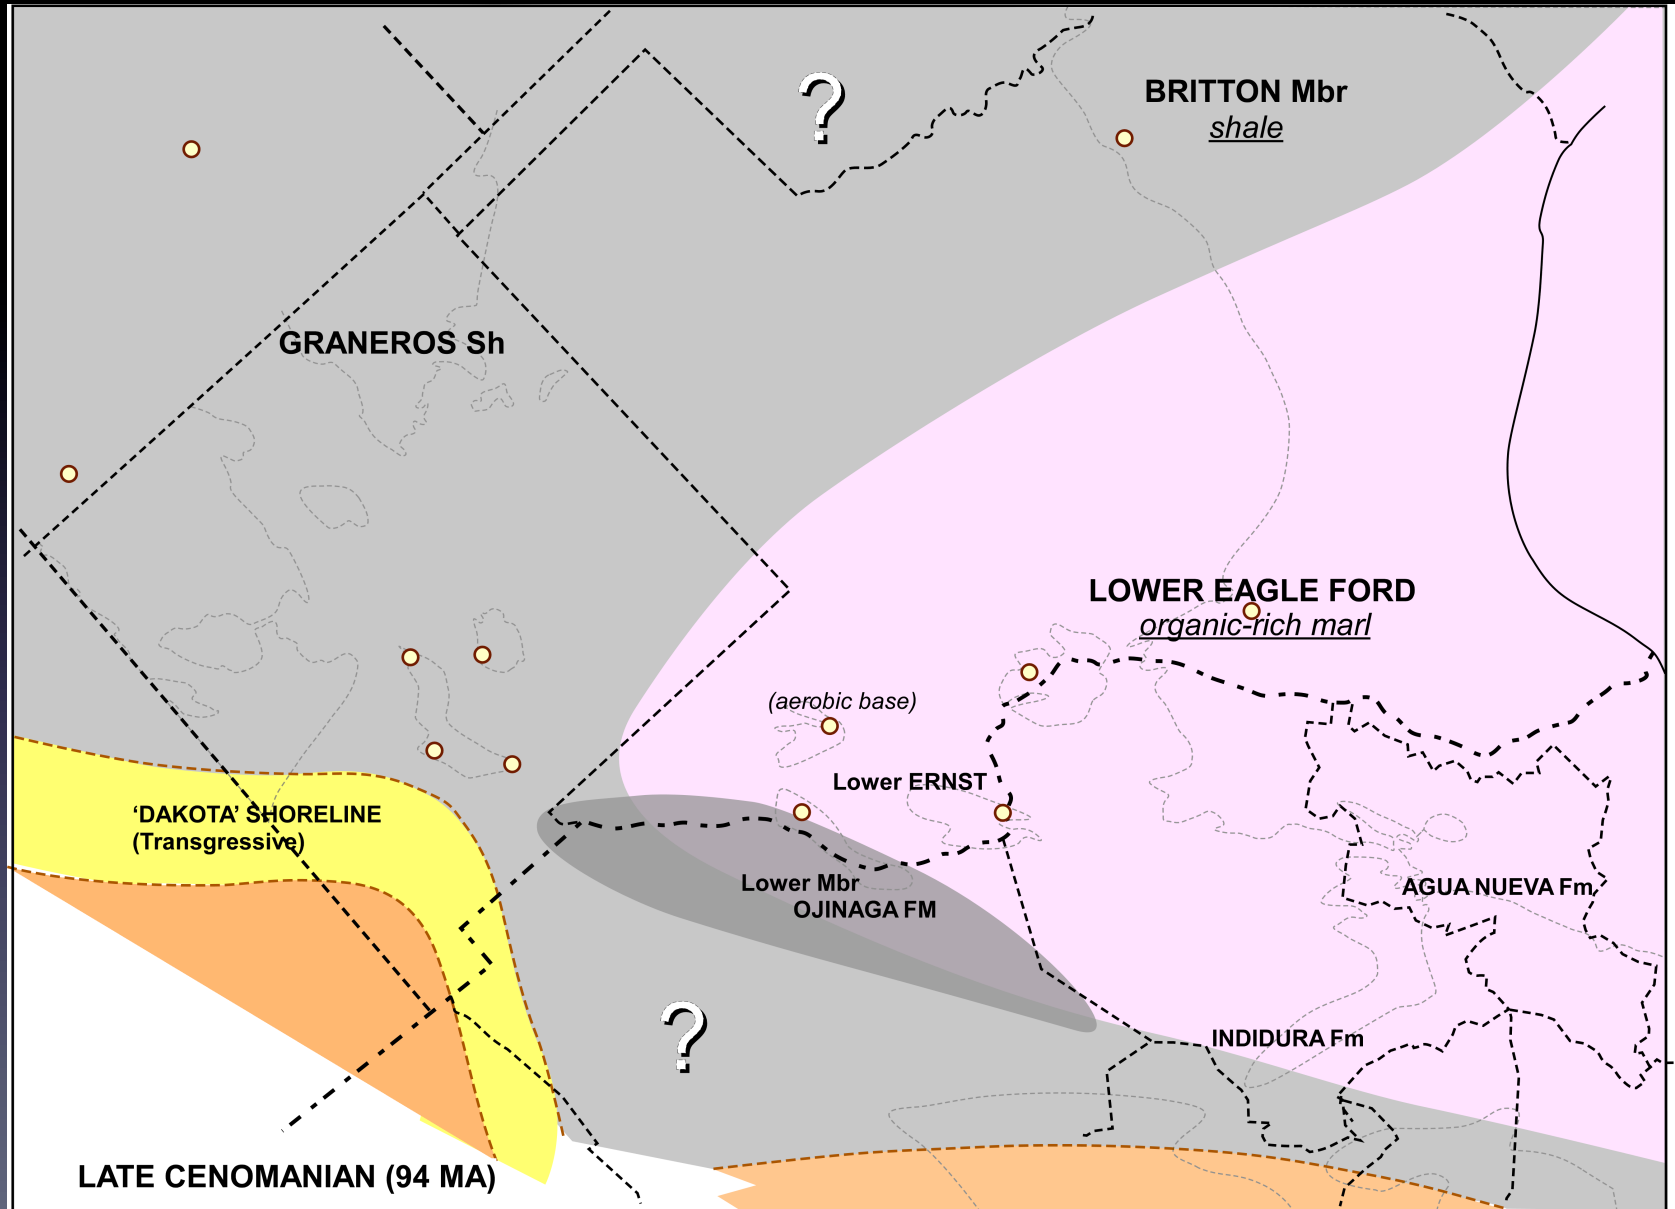 ?
BRITTON Mbr
shale
GRANEROS Sh
LOWER EAGLE FORD
organic-rich marl
(aerobic base)
Lower ERNST
‘DAKOTA’ SHORELINE
(Transgressive)
Lower Mbr
OJINAGA FM
AGUA NUEVA Fm
?
INDIDURA Fm
LATE CENOMANIAN (94 MA)